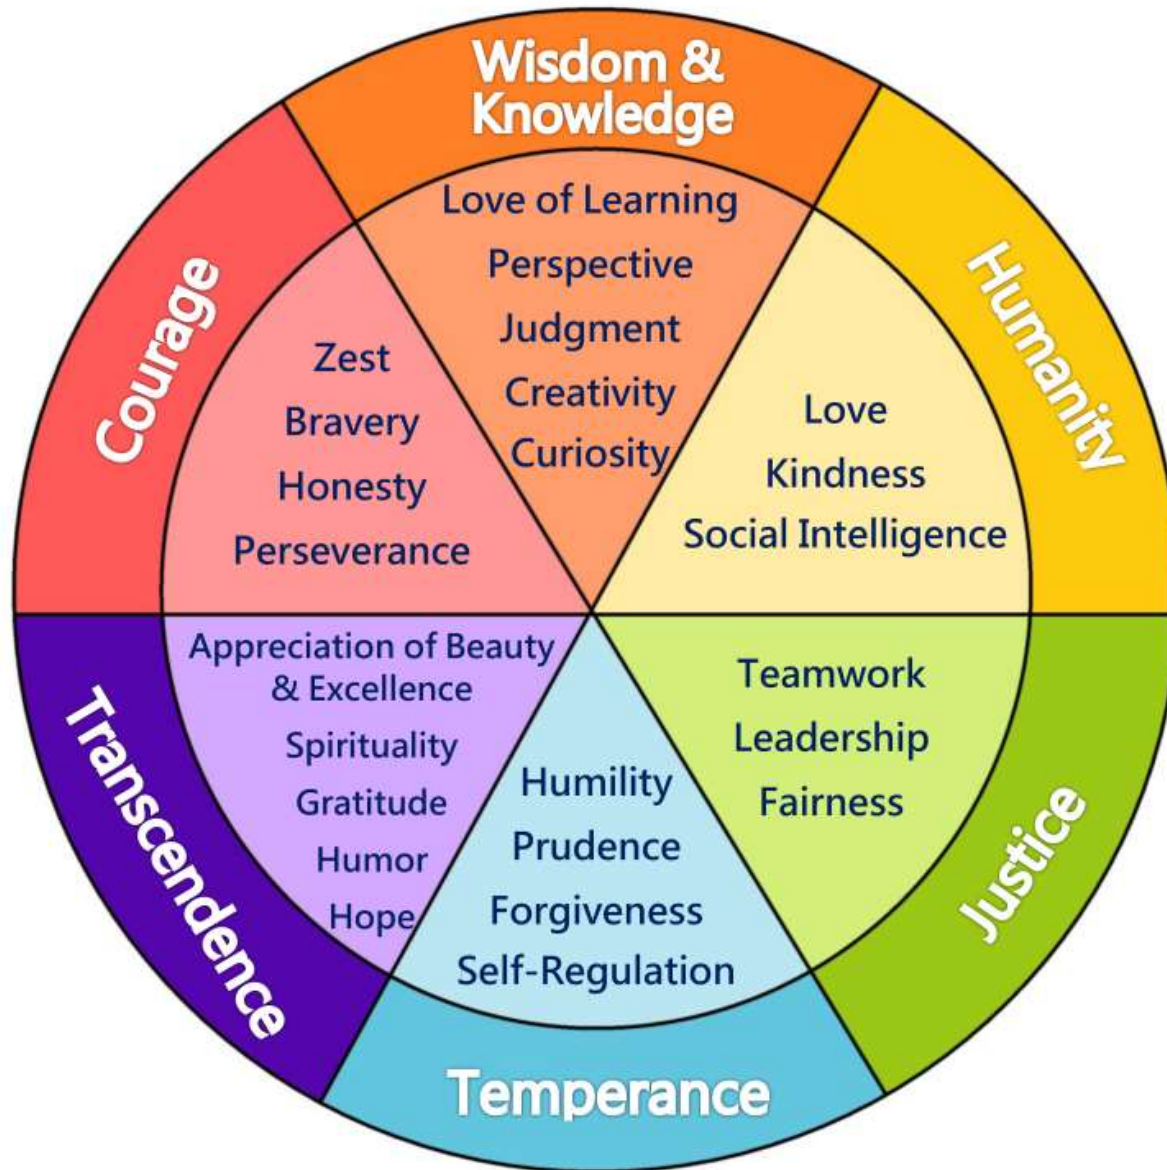 Wisdom &
Knowledge
Love of Learning
Perspective
Judgment
Creativity
Curiosity
Humanity
Love
Kindness
Social Intelligence
Justice
Teamwork
Leadership
Fairness
Temperance
Humility
Prudence
Forgiveness
Self-Regulation
Transcendence
Appreciation of Beauty
& Excellence
Spirituality
Gratitude
Humor
Hope
Courage
Zest
Bravery
Honesty
Perseverance